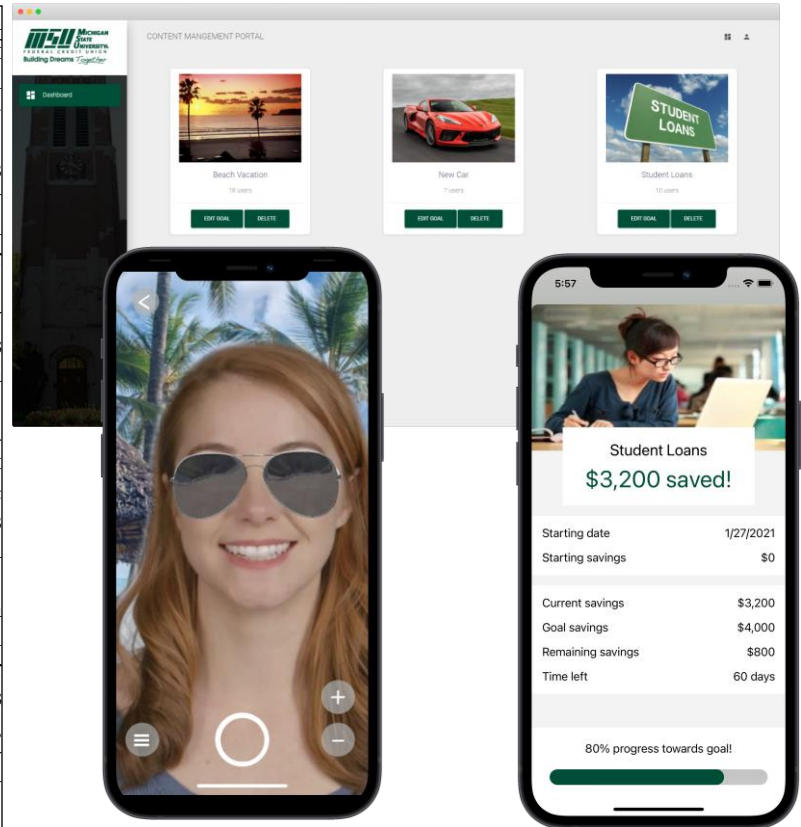 MSU MICHIGAN
STATE
UNIVERSITY
FEDERAL CREDIT UNION
Building Dreams Together
CONTENT MANGEMENT PORTAL
Dashboard
STUDENT
LOANS
Beach Vacation
18 users
EDIT GOAL DELETE
New Car
7 users
EDIT GOAL DELETE
Student Loans
10 users
EDIT GOAL DELETE
5:57
Student Loans
$3,200 saved!
Starting date 1/27/2021
Starting savings $0
Current savings $3,200
Goal savings $4,000
Remaining savings $800
Time left 60 days
80% progress towards goal!